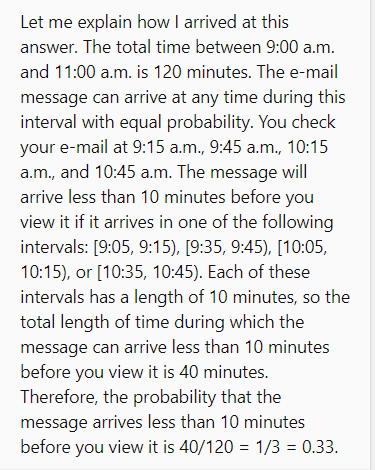 Let me explain how I arrived at this
answer. The total time between 9:00 a.m.
and 11:00 a.m. is 120 minutes. The e-mail
message can arrive at any time during this
interval with equal probability. You check
your e-mail at 9:15 a.m., 9:45 a.m., 10:15
a.m., and 10:45 a.m. The message will
arrive less than 10 minutes before you
view it if it arrives in one of the following
intervals: [9:05, 9:15), [9:35, 9:45), [10:05,
10:15), or [10:35, 10:45). Each of these
intervals has a length of 10 minutes, so the
total length of time during which the
message can arrive less than 10 minutes
before you view it is 40 minutes.
Therefore, the probability that the
message arrives less than 10 minutes
before you view it is 40/120 = 1/3 = 0.33.